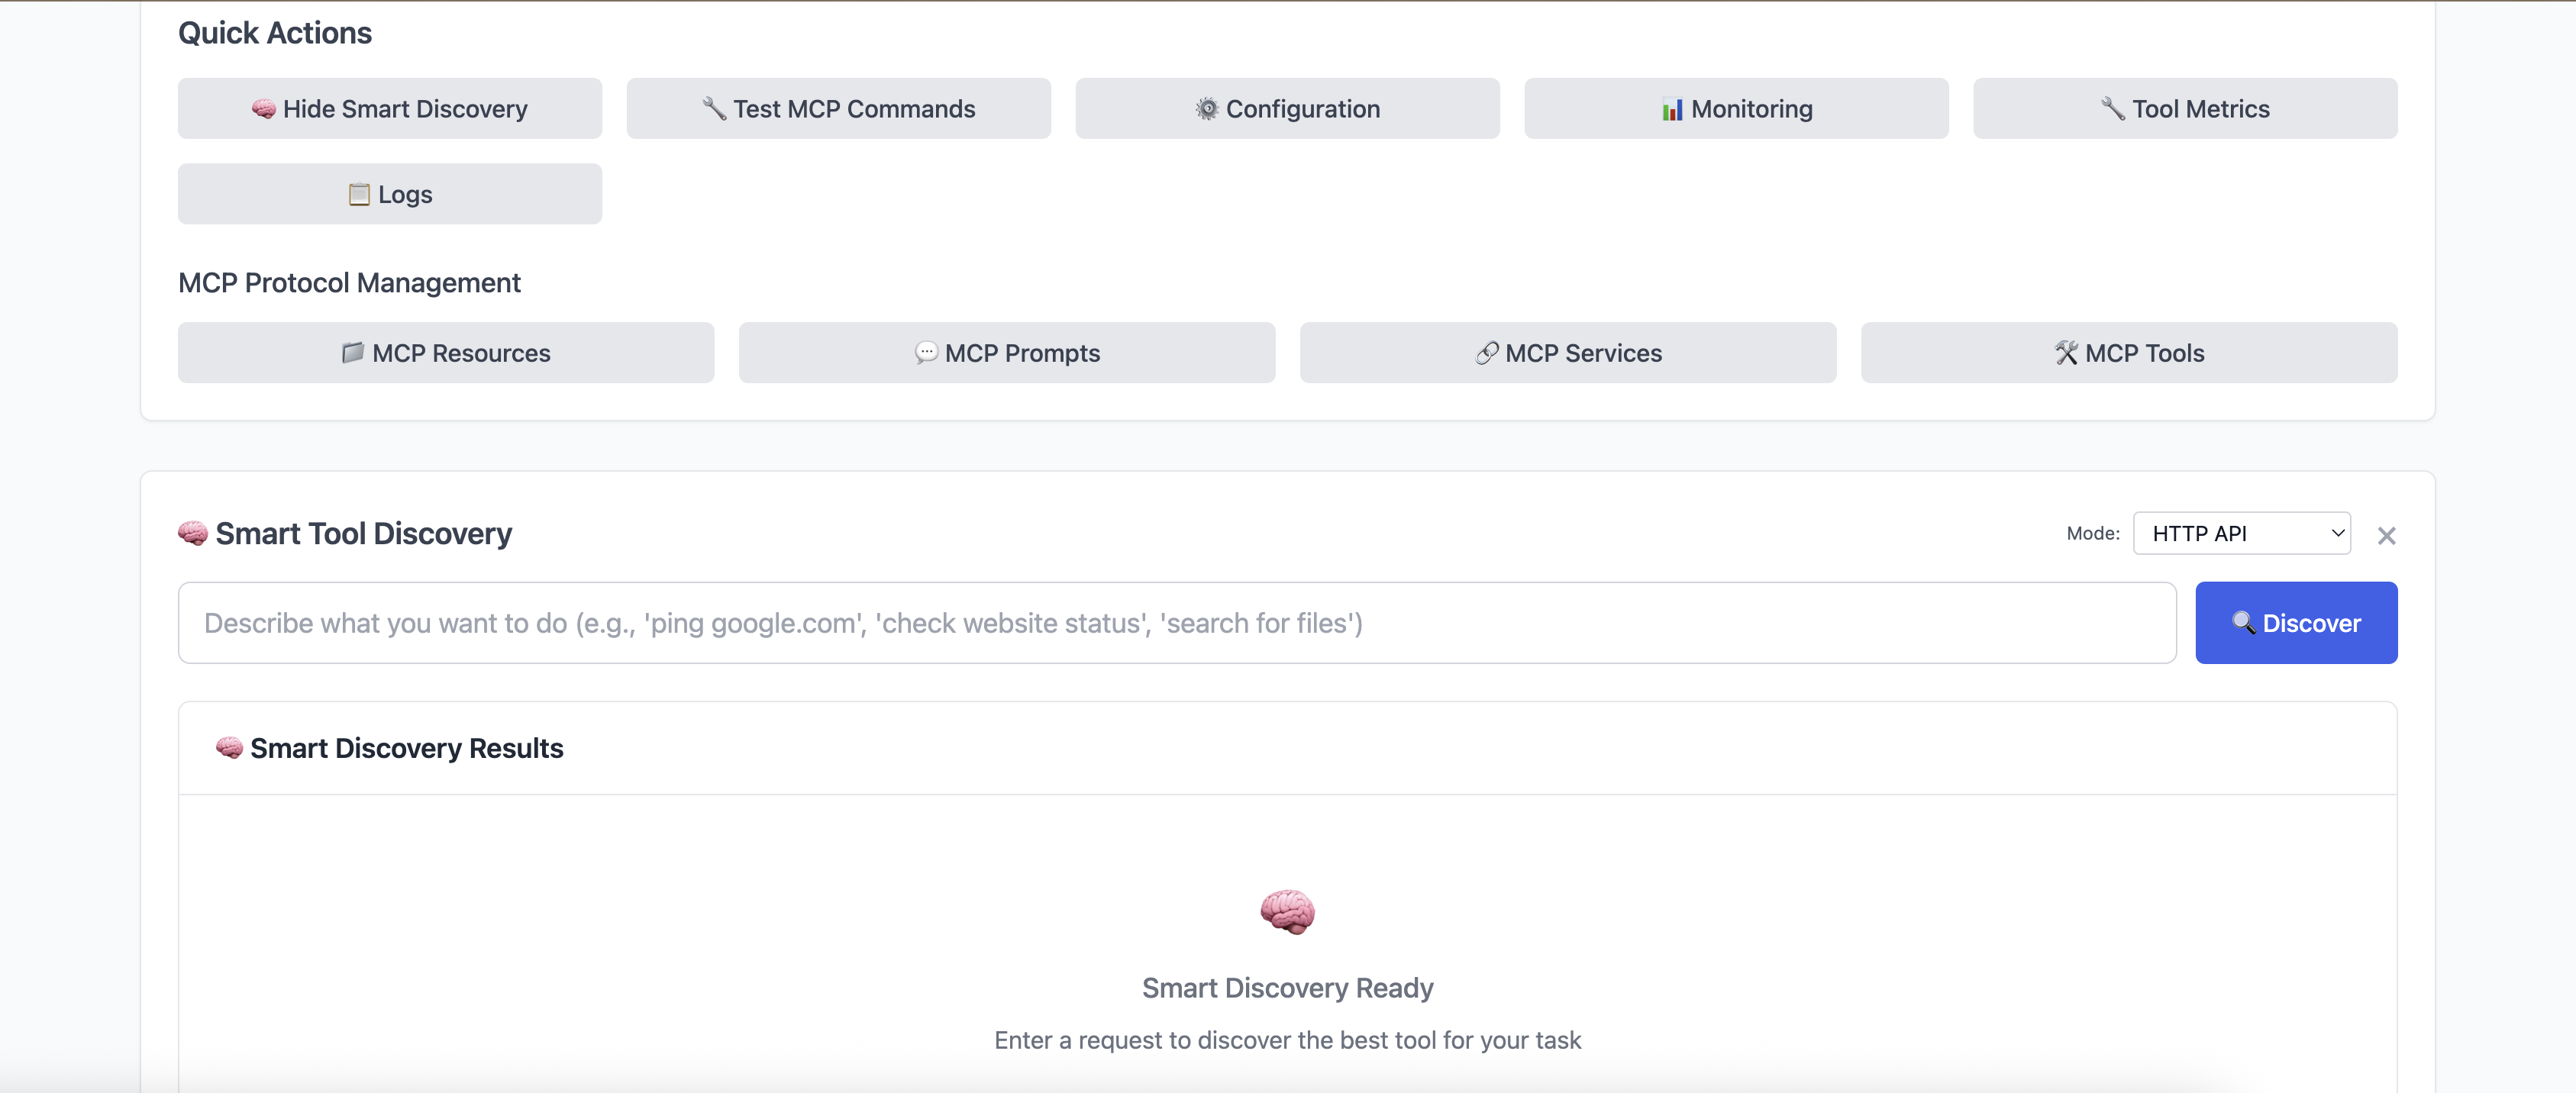 Quick Actions
🧠 Hide Smart Discovery
🔧 Test MCP Commands
⚙️ Configuration
📊 Monitoring
🔧 Tool Metrics
📋 Logs
MCP Protocol Management
📁 MCP Resources
💬 MCP Prompts
🔗 MCP Services
🛠️ MCP Tools
🧠 Smart Tool Discovery
Mode: HTTP API
Describe what you want to do (e.g., 'ping google.com', 'check website status', 'search for files')
🔍 Discover
🧠 Smart Discovery Results
Smart Discovery Ready
Enter a request to discover the best tool for your task